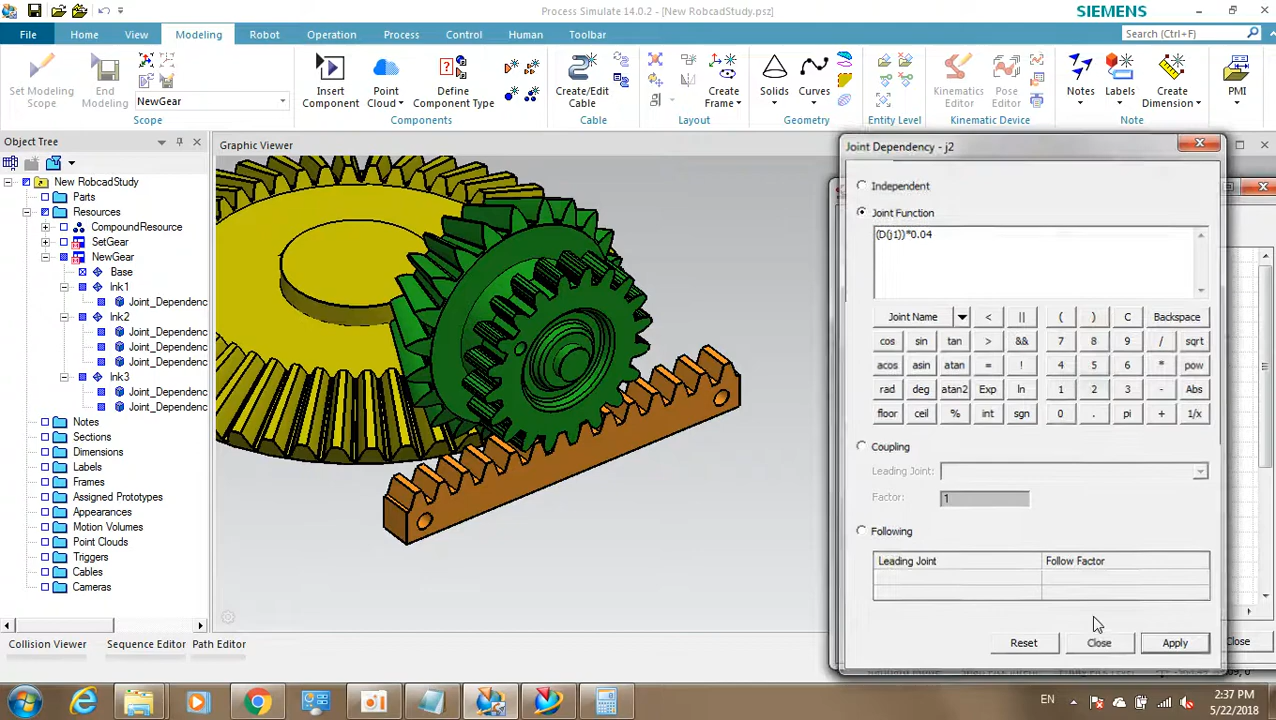 Process Simulate 14.0.2 - [New RobcadStudy.psz]
SIEMENS
File
Home
View
Modeling
Robot
Operation
Process
Control
Human
Toolbar
Search (Ctrl+F)
Set Modeling Scope
End Modeling
NewGear
Scope
Insert Component
Point Cloud
Define Component Type
Components
Create/Edit Cable
Cable
Create Frame
Layout
Solids
Curves
Geometry
Entity Level
Kinematics Editor
Pose Editor
Kinematic Device
Notes
Labels
Create Dimension
Note
PMI
Object Tree
New RobcadStudy
Parts
Resources
CompoundResource
SetGear
NewGear
Base
lnk1
Joint_Dependenc
lnk2
Joint_Dependenc
Joint_Dependenc
Joint_Dependenc
lnk3
Joint_Dependenc
Joint_Dependenc
Notes
Sections
Dimensions
Labels
Frames
Assigned Prototypes
Appearances
Motion Volumes
Point Clouds
Triggers
Cables
Cameras
Collision Viewer
Sequence Editor
Path Editor
Graphic Viewer
Joint Dependency - j2
Independent
Joint Function
(D(j1))*0.04
Joint Name < || ( ) C Backspace
cos sin tan > && 7 8 9 / sqrt
acos asin atan = ! 4 5 6 * pow
rad deg atan2 Exp ln 1 2 3 - Abs
floor ceil % int sgn 0 . pi + 1/x
Coupling
Leading Joint:
Factor:
1
Following
Leading Joint
Follow Factor
Reset
Close
Apply
Close
EN
2:37 PM
5/22/2018